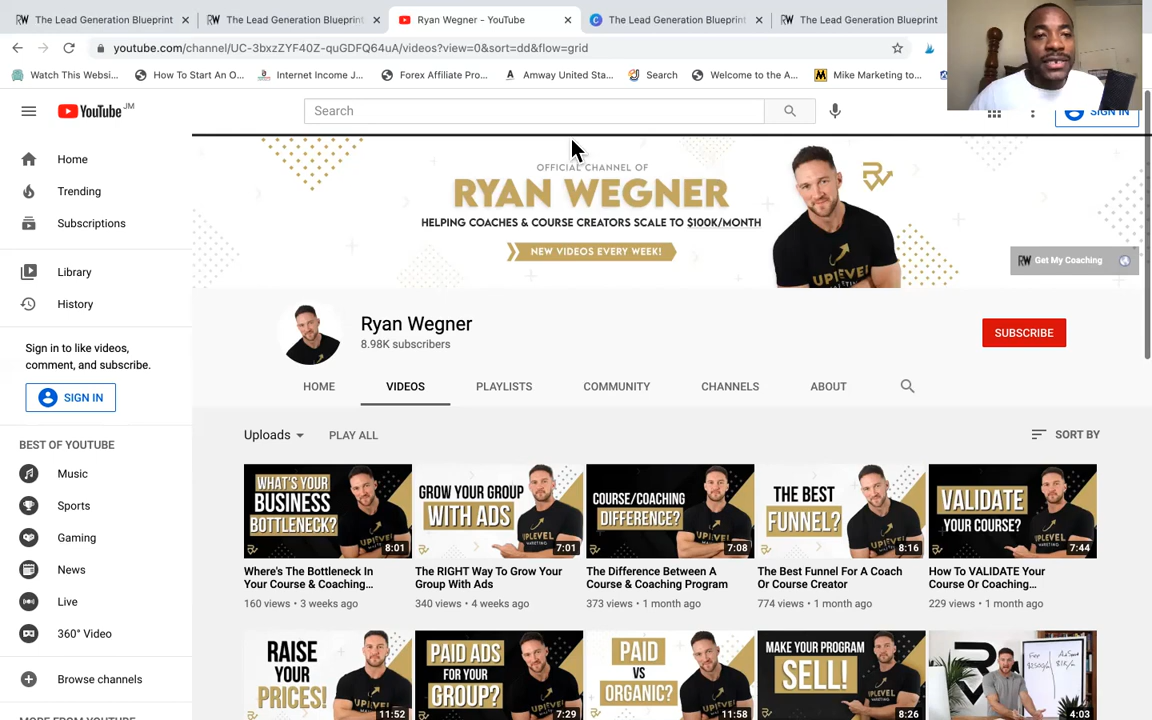 The Lead Generation Blueprint
The Lead Generation Blueprint
Ryan Wegner - YouTube
The Lead Generation Blueprint
The Lead Generation Blueprint
youtube.com/channel/UC-3bxzZYF40Z-quGDFQ64uA/videos?view=0&sort=dd&flow=grid
Watch This Websi...
How To Start An O...
Internet Income J...
Forex Affiliate Pro...
Amway United Sta...
Search
Welcome to the A...
Mike Marketing to...
YouTube JM
Search
SIGN IN
Home
Trending
Subscriptions
Library
History
Sign in to like videos,
comment, and subscribe.
SIGN IN
BEST OF YOUTUBE
Music
Sports
Gaming
News
Live
360° Video
Browse channels
MORE FROM YOUTUBE
OFFICIAL CHANNEL OF
RYAN WEGNER
HELPING COACHES & COURSE CREATORS SCALE TO $100K/MONTH
NEW VIDEOS EVERY WEEK!
UPLEVEL
RW Get My Coaching
Ryan Wegner
8.98K subscribers
SUBSCRIBE
HOME
VIDEOS
PLAYLISTS
COMMUNITY
CHANNELS
ABOUT
Uploads
PLAY ALL
SORT BY
WHAT'S YOUR
BUSINESS
BOTTLENECK?
8:01
Where's The Bottleneck In
Your Course & Coaching...
160 views • 3 weeks ago
GROW YOUR GROUP
WITH ADS
7:01
The RIGHT Way To Grow Your
Group With Ads
340 views • 4 weeks ago
COURSE/COACHING
DIFFERENCE?
7:08
The Difference Between A
Course & Coaching Program
373 views • 1 month ago
THE BEST
FUNNEL?
8:16
The Best Funnel For A Coach
Or Course Creator
774 views • 1 month ago
VALIDATE
YOUR COURSE?
7:44
How To VALIDATE Your
Course Or Coaching...
229 views • 1 month ago
RAISE
YOUR
PRICES!
11:52
PAID ADS
FOR YOUR
GROUP?
7:29
PAID
VS
ORGANIC?
11:58
MAKE YOUR PROGRAM
SELL!
8:26
4:03